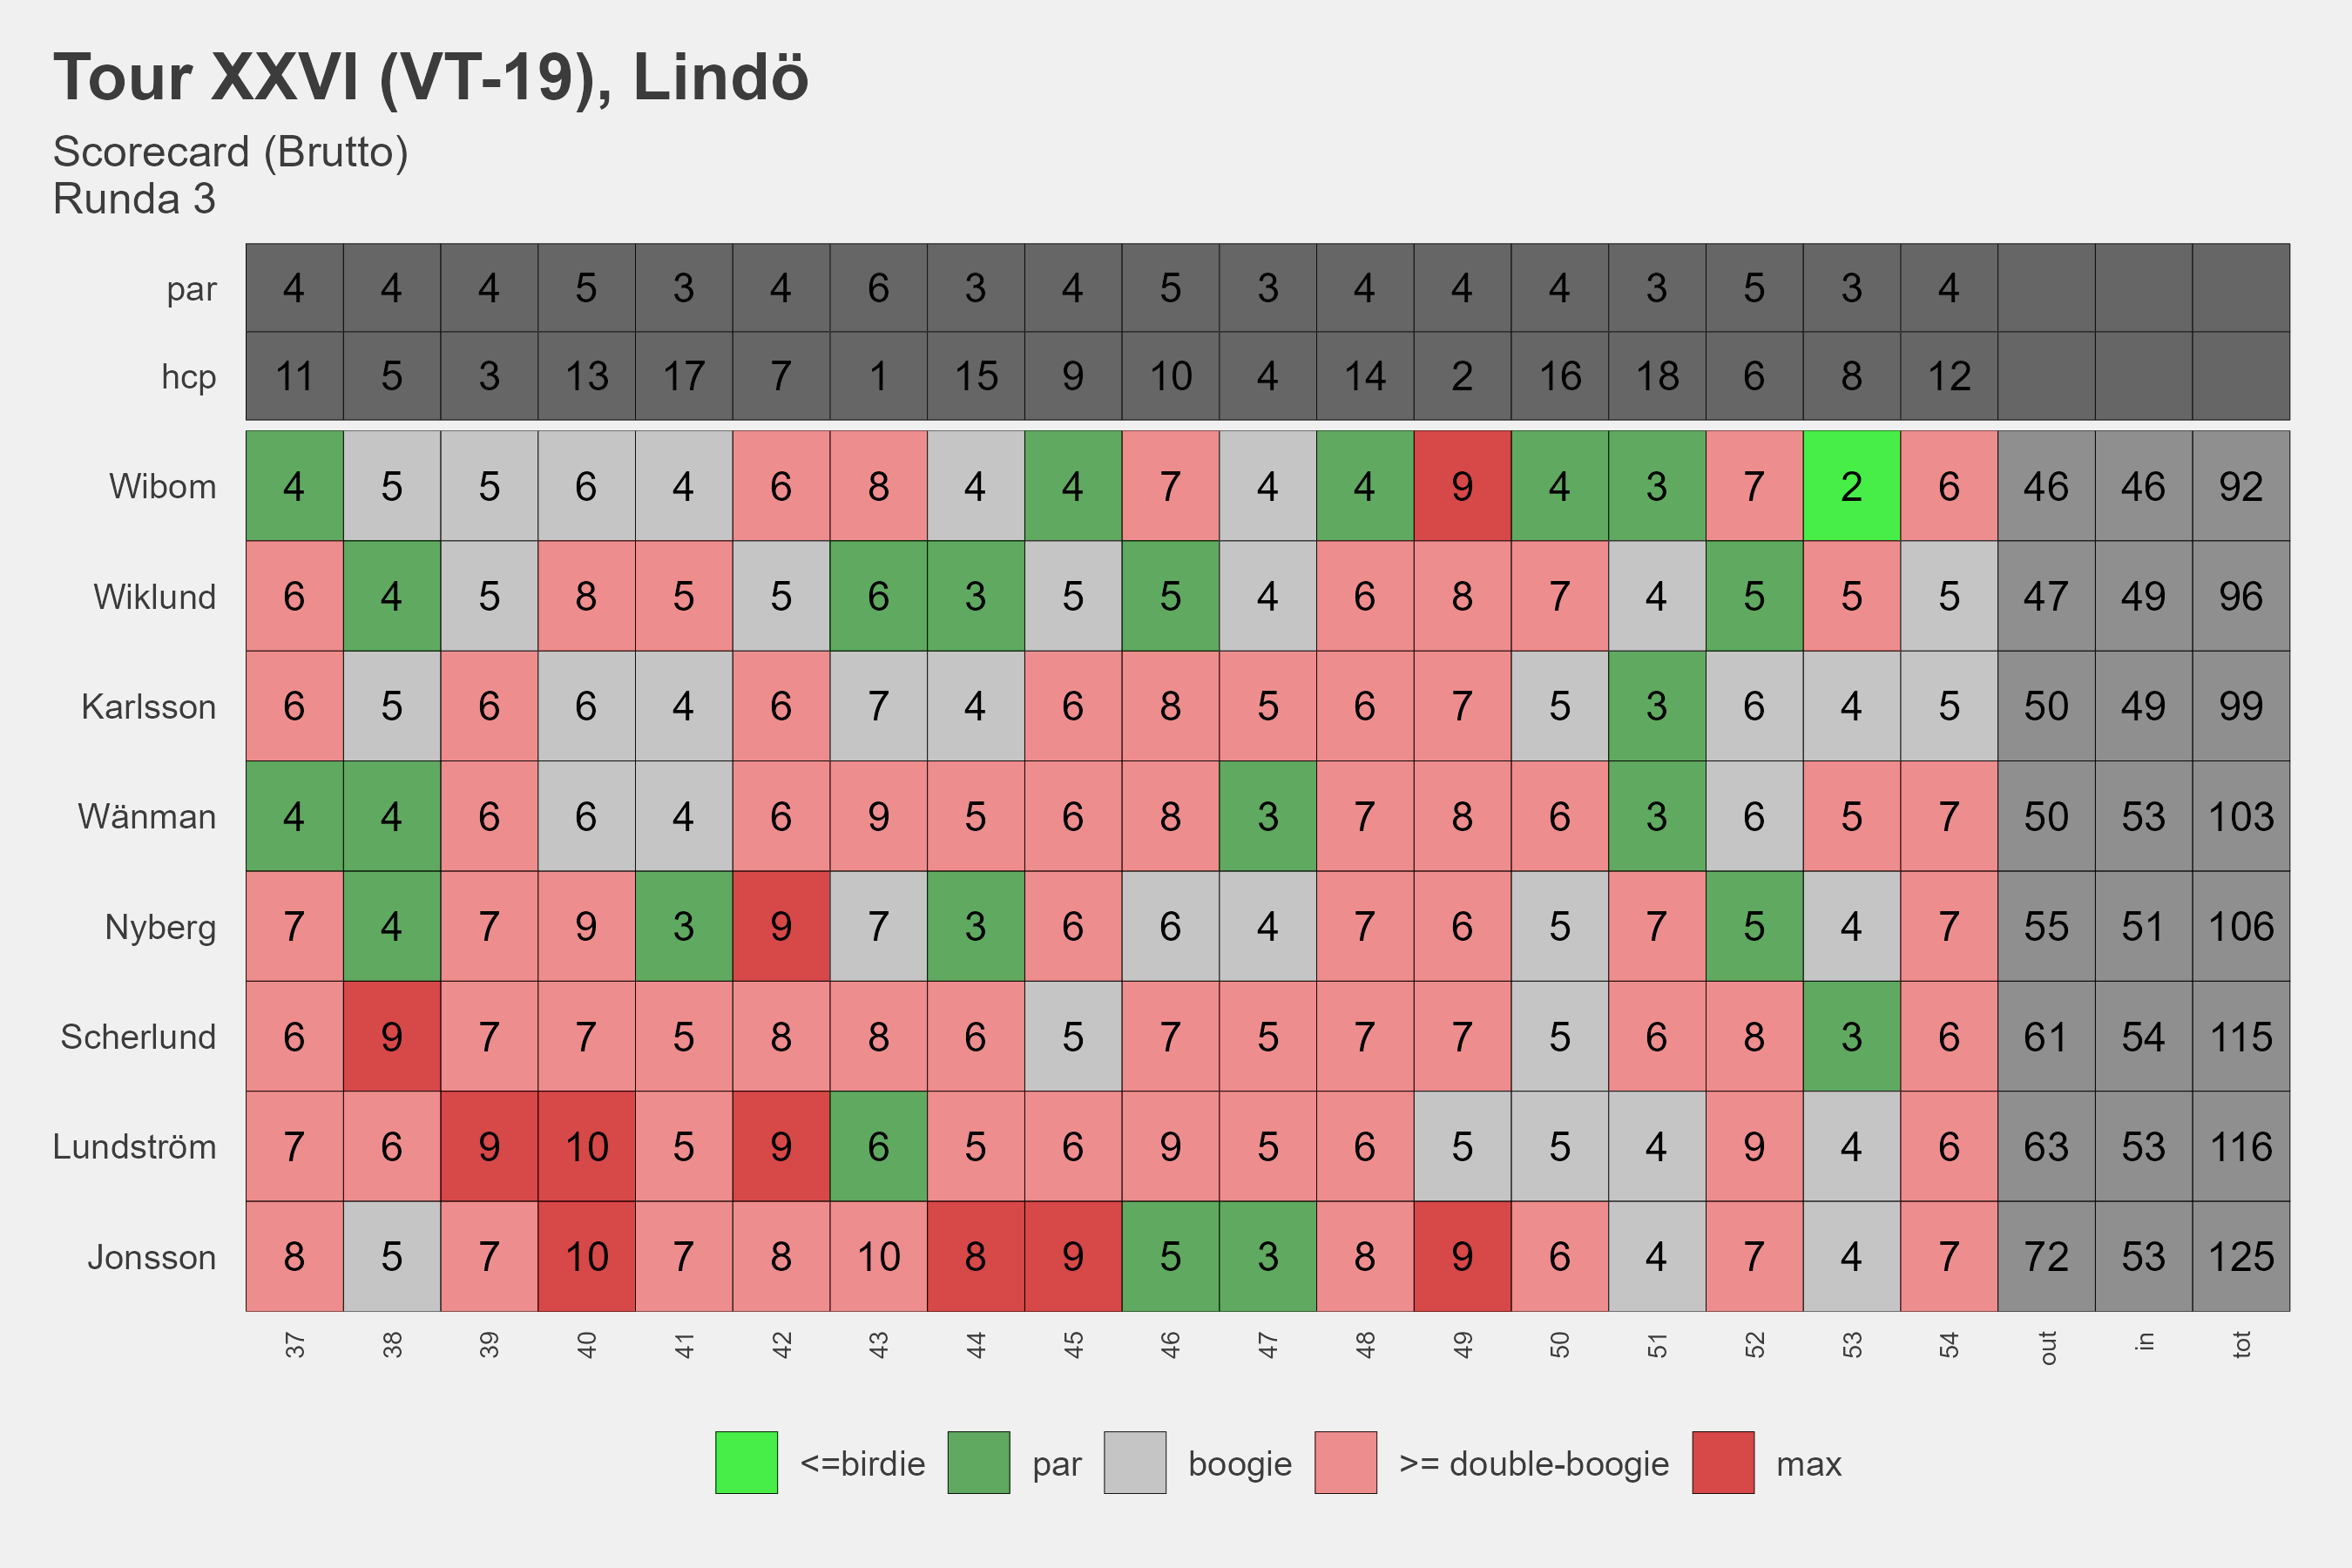 Tour XXVI (VT-19), Lindö
Scorecard (Brutto)
Runda 3
par 4 4 4 5 3 4 6 3 4 5 3 4 4 4 3 5 3 4
hcp 11 5 3 13 17 7 1 15 9 10 4 14 2 16 18 6 8 12
Wibom 4 5 5 6 4 6 8 4 4 7 4 4 9 4 3 7 2 6 46 46 92
Wiklund 6 4 5 8 5 5 6 3 5 5 4 6 8 7 4 5 5 5 47 49 96
Karlsson 6 5 6 6 4 6 7 4 6 8 5 6 7 5 3 6 4 5 50 49 99
Wänman 4 4 6 6 4 6 9 5 6 8 3 7 8 6 3 6 5 7 50 53 103
Nyberg 7 4 7 9 3 9 7 3 6 6 4 7 6 5 7 5 4 7 55 51 106
Scherlund 6 9 7 7 5 8 8 6 5 7 5 7 7 5 6 8 3 6 61 54 115
Lundström 7 6 9 10 5 9 6 5 6 9 5 6 5 5 4 9 4 6 63 53 116
Jonsson 8 5 7 10 7 8 10 8 9 5 3 8 9 6 4 7 4 7 72 53 125
37 38 39 40 41 42 43 44 45 46 47 48 49 50 51 52 53 54 out in tot
<=birdie par boogie >= double-boogie max